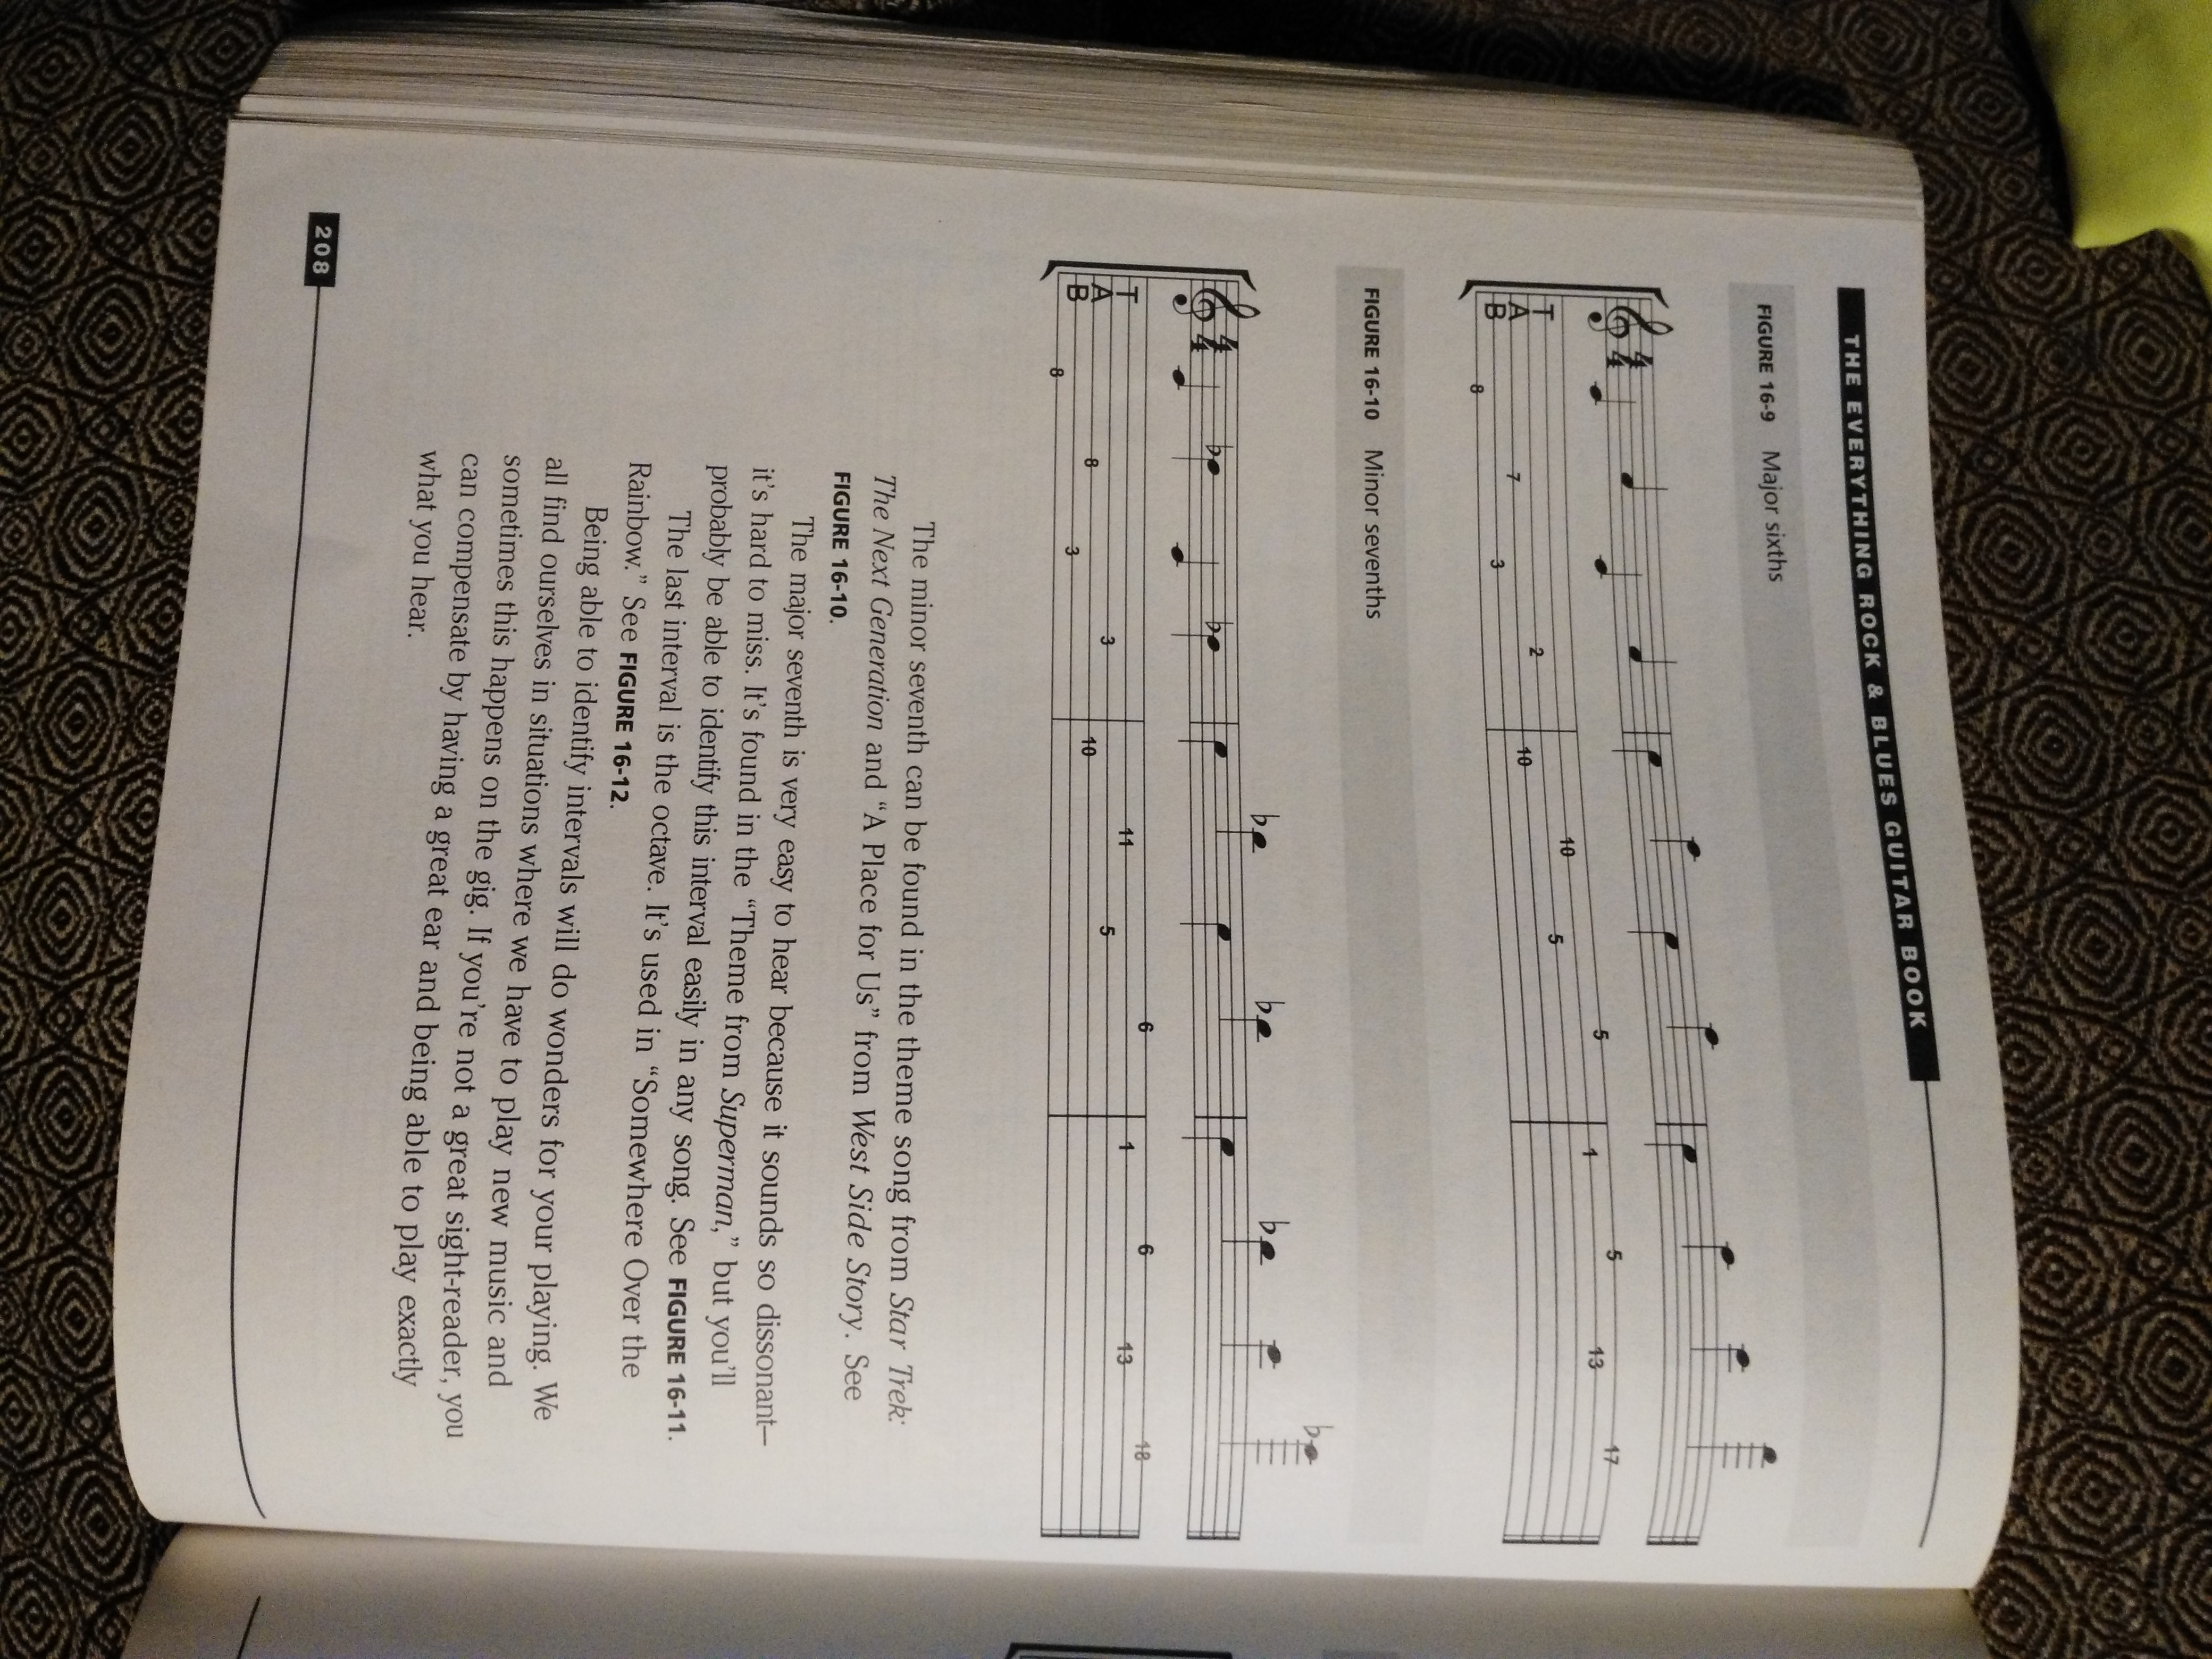 THE EVERYTHING ROCK & BLUES GUITAR BOOK
FIGURE 16-9 Major sixths
4
4
T
A
B
8 7 3 2 10 10 5 5 1 5 13 17
FIGURE 16-10 Minor sevenths
4
4
T
A
B
8 8 3 3 10 11 5 6 1 6 13 18
The minor seventh can be found in the theme song from Star Trek:
The Next Generation and “A Place for Us” from West Side Story. See
FIGURE 16-10.
The major seventh is very easy to hear because it sounds so dissonant—
it’s hard to miss. It’s found in the “Theme from Superman,” but you’ll
probably be able to identify this interval easily in any song. See FIGURE 16-11.
The last interval is the octave. It’s used in “Somewhere Over the
Rainbow.” See FIGURE 16-12.
Being able to identify intervals will do wonders for your playing. We
all find ourselves in situations where we have to play new music and
sometimes this happens on the gig. If you’re not a great sight-reader, you
can compensate by having a great ear and being able to play exactly
what you hear.
208